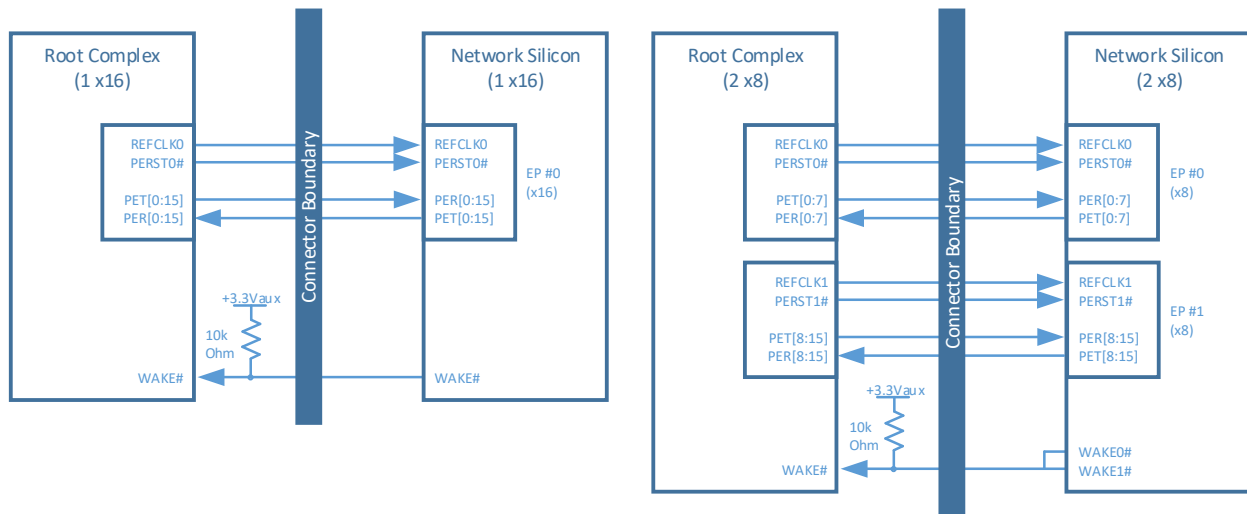 Root Complex
(1 x16)
Connector Boundary
Network Silicon
(1 x16)
REFCLK0
PERST0#
PET[0:15]
PER[0:15]
REFCLK0
PERST0#
PER[0:15]
PET[0:15]
EP #0
(x16)
+3.3Vaux
10k
Ohm
WAKE#
WAKE#
Root Complex
(2 x8)
Connector Boundary
Network Silicon
(2 x8)
REFCLK0
PERST0#
PET[0:7]
PER[0:7]
REFCLK0
PERST0#
PER[0:7]
PET[0:7]
EP #0
(x8)
REFCLK1
PERST1#
PET[8:15]
PER[8:15]
REFCLK1
PERST1#
PER[8:15]
PET[8:15]
EP #1
(x8)
+3.3Vaux
10k
Ohm
WAKE#
WAKE0#
WAKE1#